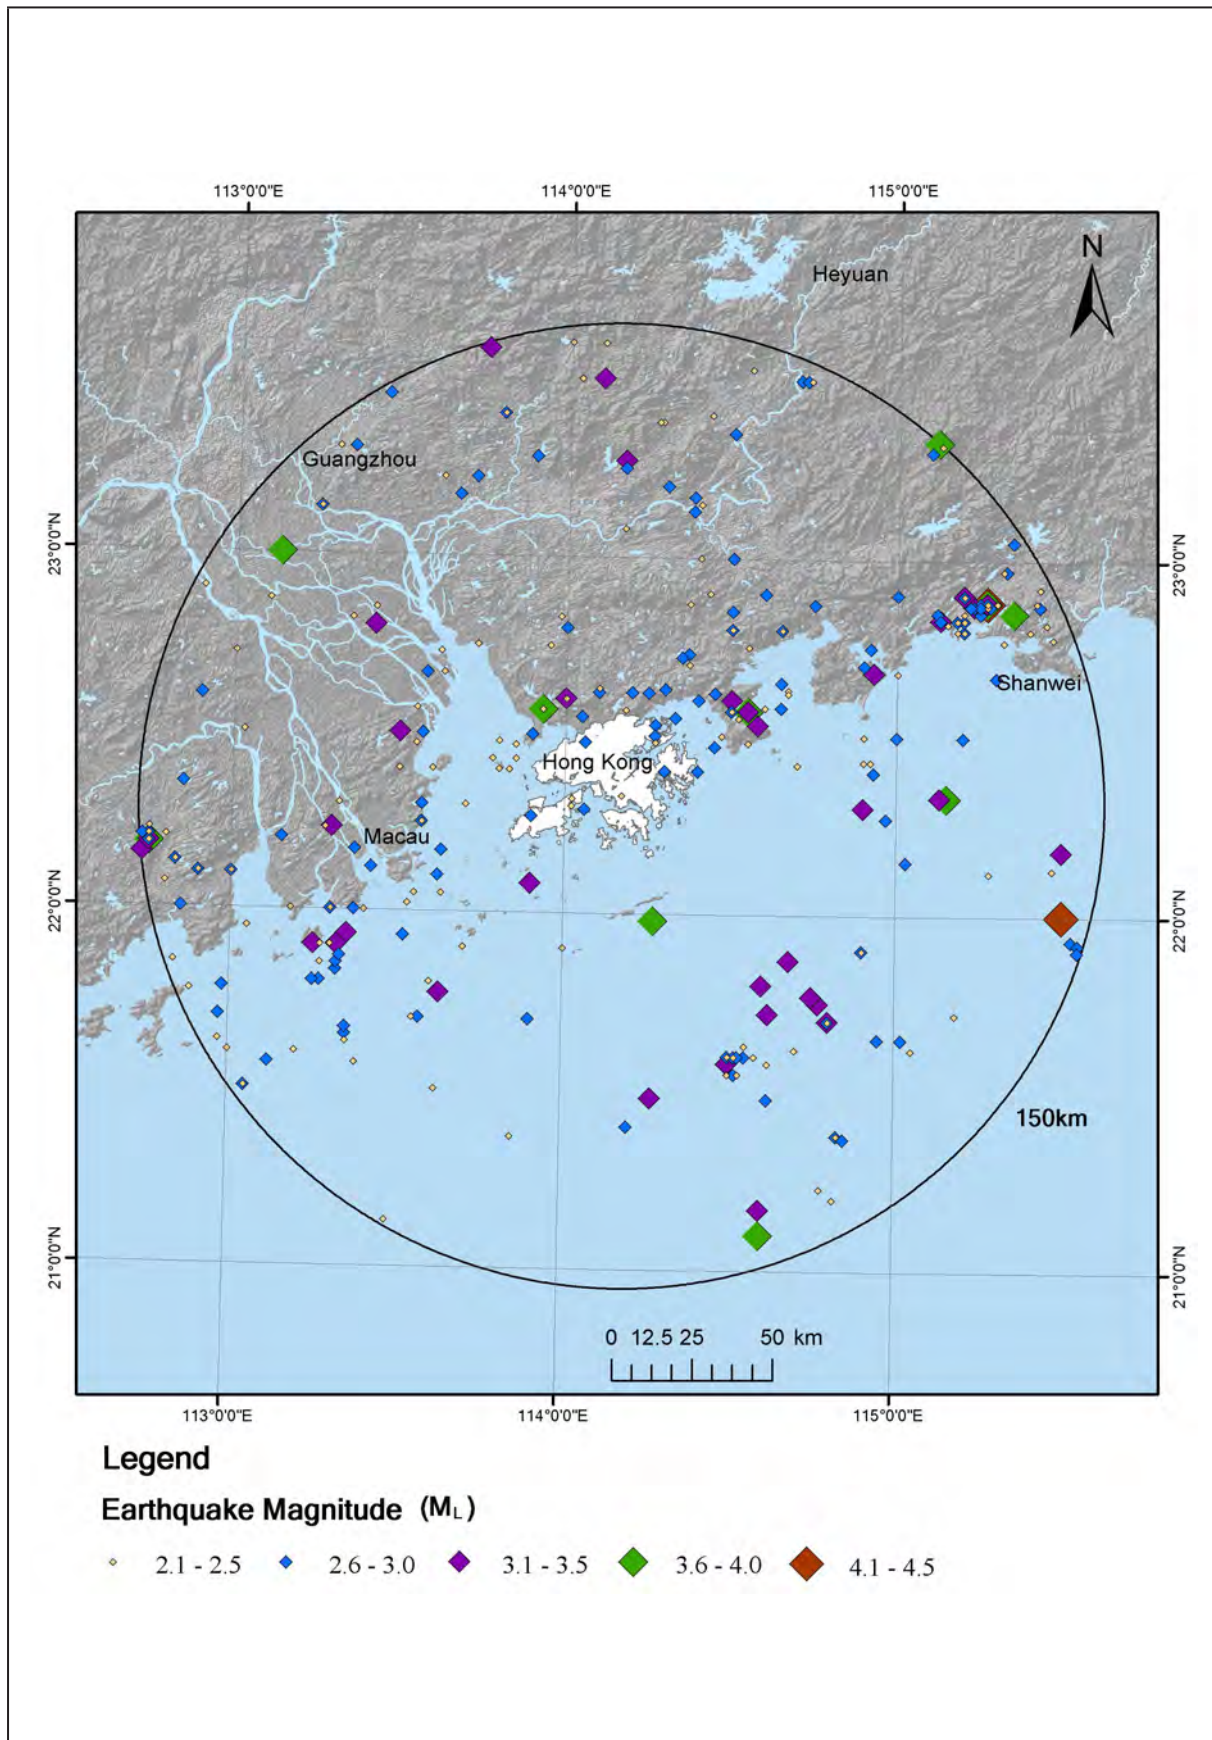 113°0'0"E 114°0'0"E 115°0'0"E
N
Heyuan
Guangzhou
23°0'0"N
23°0'0"N
Shanwei
Hong Kong
Macau
22°0'0"N
22°0'0"N
150km
21°0'0"N
21°0'0"N
0 12.5 25 50 km
113°0'0"E 114°0'0"E 115°0'0"E
Legend
Earthquake Magnitude (ML)
2.1 - 2.5 2.6 - 3.0 3.1 - 3.5 3.6 - 4.0 4.1 - 4.5